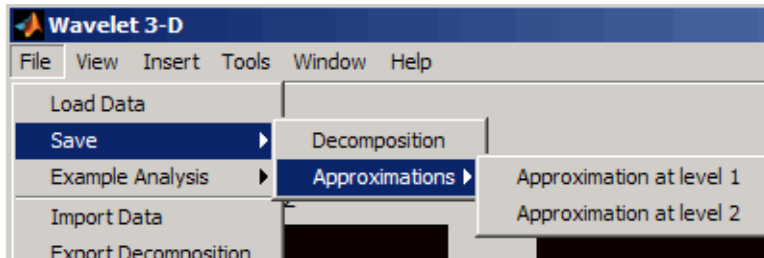 Wavelet 3-D
File View Insert Tools Window Help
Load Data
Save
Decomposition
Example Analysis
Approximations
Approximation at level 1
Approximation at level 2
Import Data
Export Decomposition